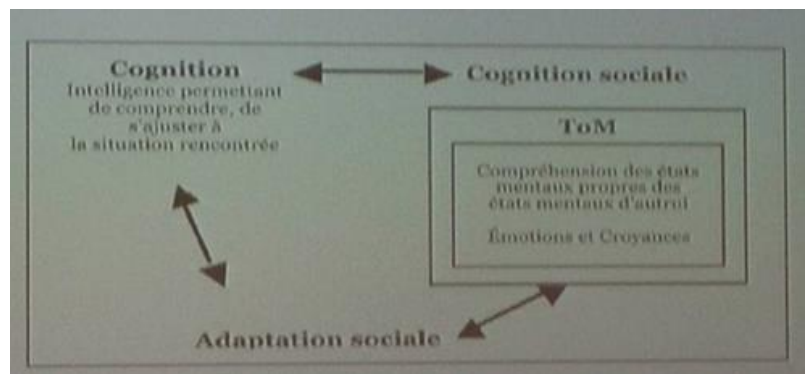 Cognition
Intelligence permettant
de comprendre, de
s'ajuster à
la situation rencontrée
Cognition sociale
ToM
Compréhension des états
mentaux propres des
états mentaux d'autrui
Émotions et Croyances
Adaptation sociale